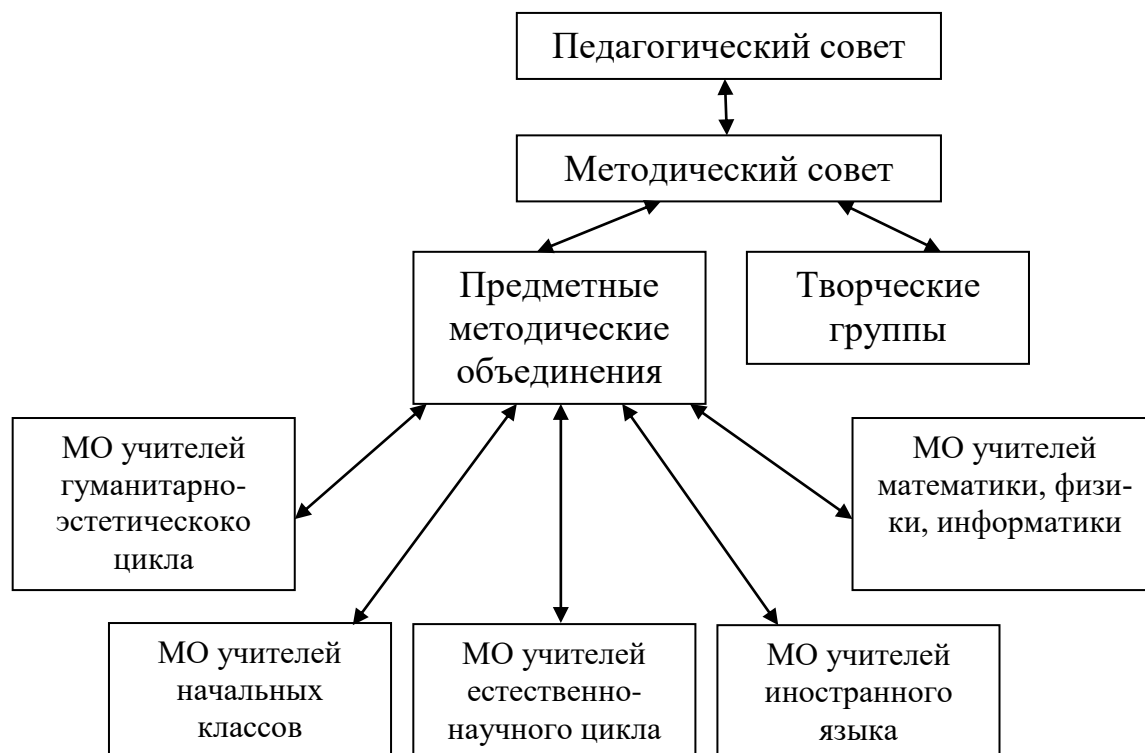 Педагогический совет
Методический совет
Предметные
методические
объединения
Творческие
группы
МО учителей
гуманитарно-
эстетическоко
цикла
МО учителей
математики, физи-
ки, информатики
МО учителей
начальных
классов
МО учителей
естественно-
научного цикла
МО учителей
иностранного
языка